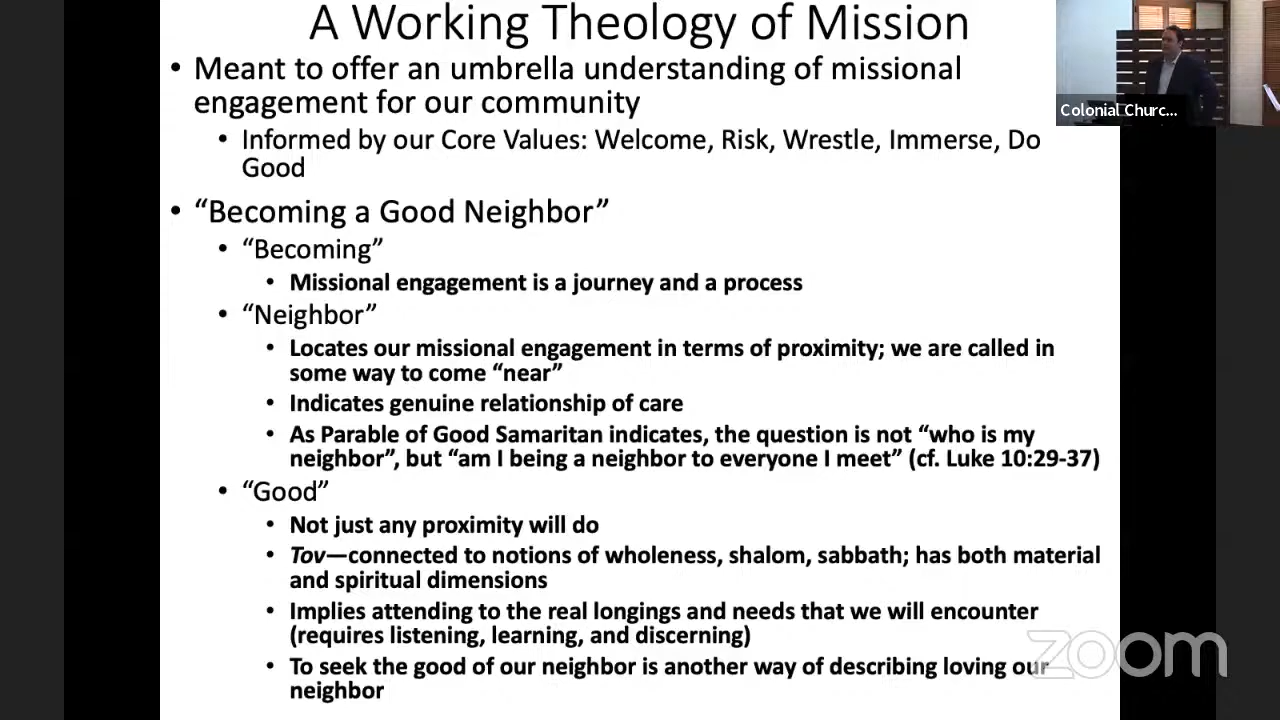 A Working Theology of Mission
• Meant to offer an umbrella understanding of missional
engagement for our community
• Informed by our Core Values: Welcome, Risk, Wrestle, Immerse, Do
Good
• “Becoming a Good Neighbor”
• “Becoming”
• Missional engagement is a journey and a process
• “Neighbor”
• Locates our missional engagement in terms of proximity; we are called in
some way to come “near”
• Indicates genuine relationship of care
• As Parable of Good Samaritan indicates, the question is not “who is my
neighbor”, but “am I being a neighbor to everyone I meet” (cf. Luke 10:29-37)
• “Good”
• Not just any proximity will do
• Tov—connected to notions of wholeness, shalom, sabbath; has both material
and spiritual dimensions
• Implies attending to the real longings and needs that we will encounter
(requires listening, learning, and discerning)
• To seek the good of our neighbor is another way of describing loving our
neighbor
Colonial Churc...
zoom